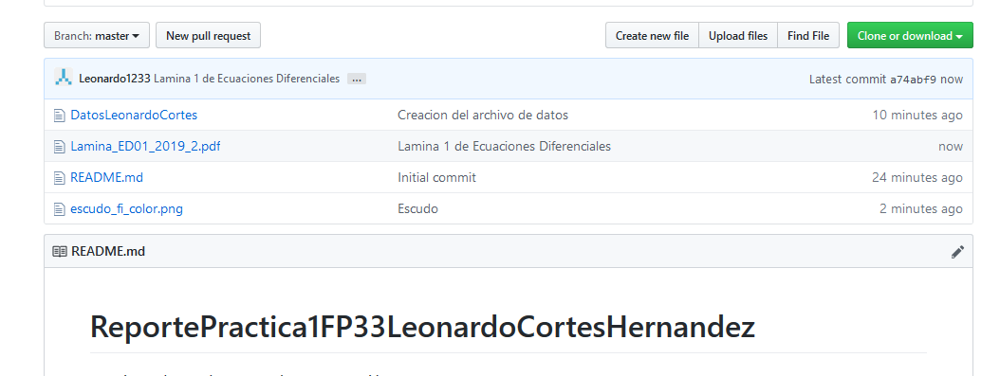 Branch: master New pull request Create new file Upload files Find File Clone or download
Leonardo1233 Lamina 1 de Ecuaciones Diferenciales ... Latest commit a74abf9 now
DatosLeonardoCortes Creacion del archivo de datos 10 minutes ago
Lamina_ED01_2019_2.pdf Lamina 1 de Ecuaciones Diferenciales now
README.md Initial commit 24 minutes ago
escudo_fi_color.png Escudo 2 minutes ago
README.md
ReportePractica1FP33LeonardoCortesHernandez